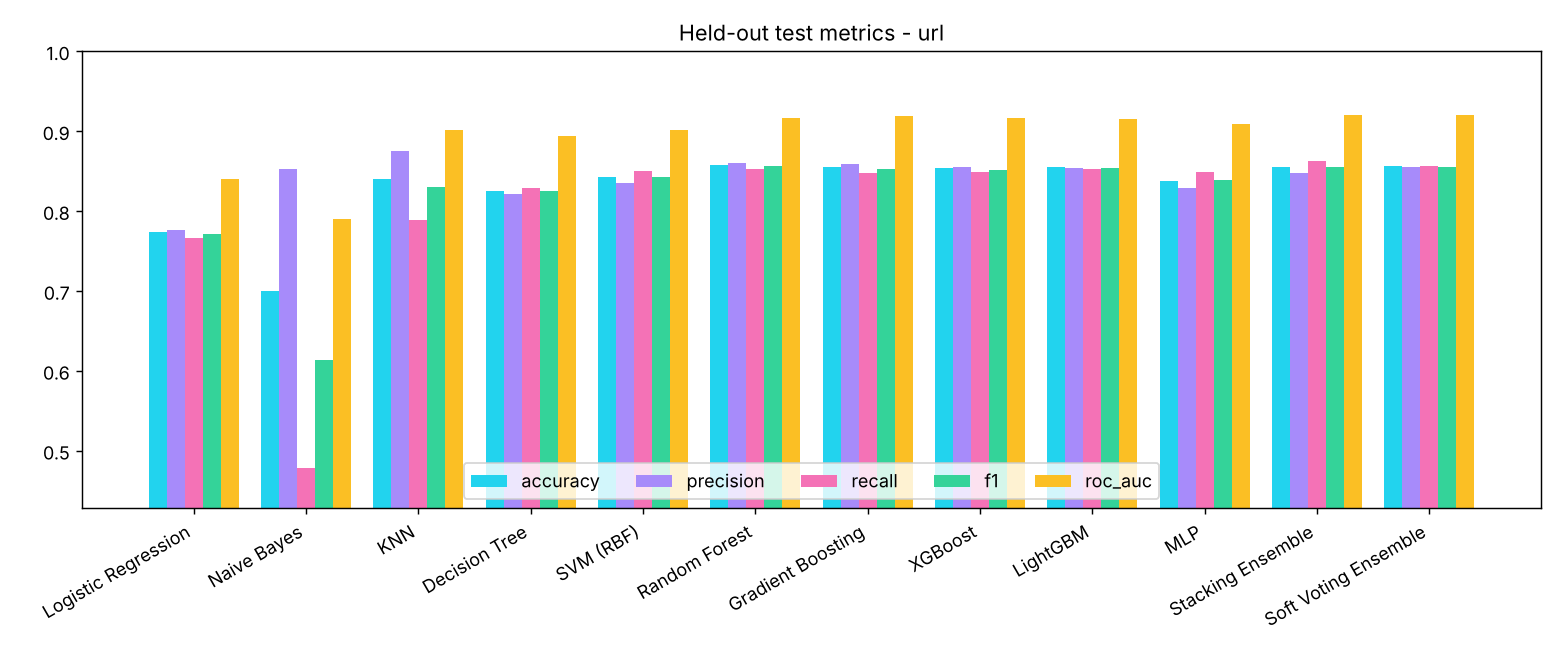 Held-out test metrics - url
1.0
0.9
0.8
0.7
0.6
0.5
accuracy precision recall f1 roc_auc
Logistic Regression
Naive Bayes
KNN
Decision Tree
SVM (RBF)
Random Forest
Gradient Boosting
XGBoost
LightGBM
MLP
Stacking Ensemble
Soft Voting Ensemble